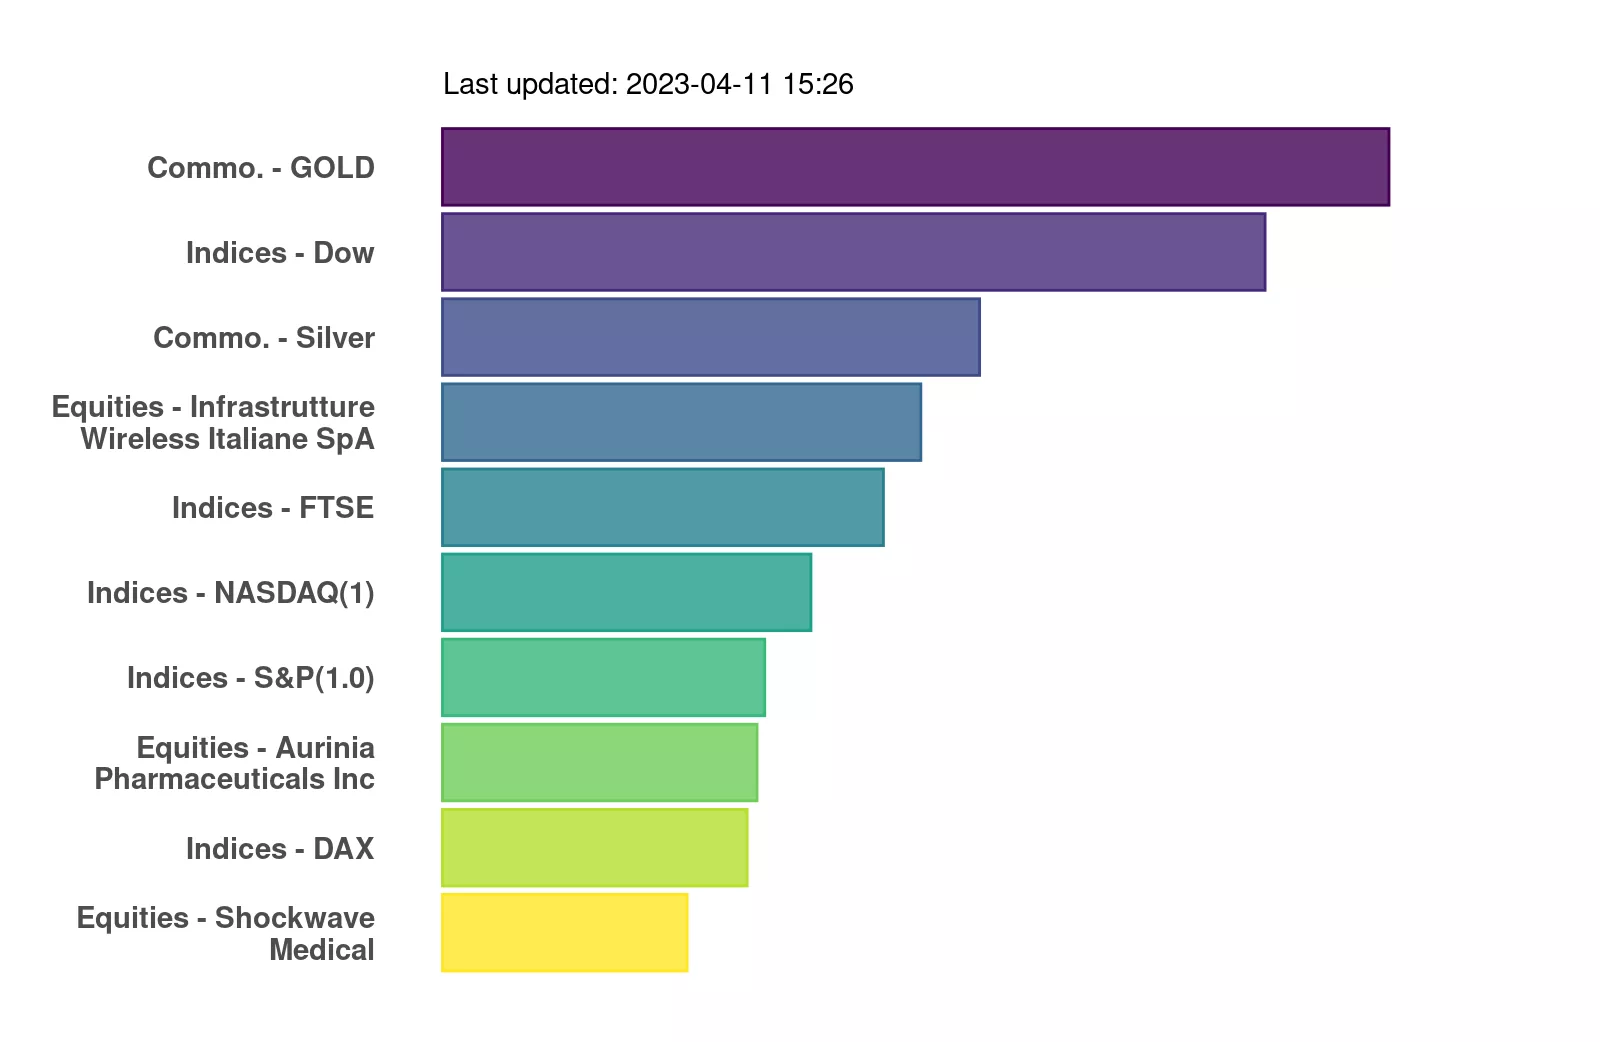 Last updated: 2023-04-11 15:26
Commo. - GOLD
Indices - Dow
Commo. - Silver
Equities - Infrastrutture
Wireless Italiane SpA
Indices - FTSE
Indices - NASDAQ(1)
Indices - S&P(1.0)
Equities - Aurinia
Pharmaceuticals Inc
Indices - DAX
Equities - Shockwave
Medical